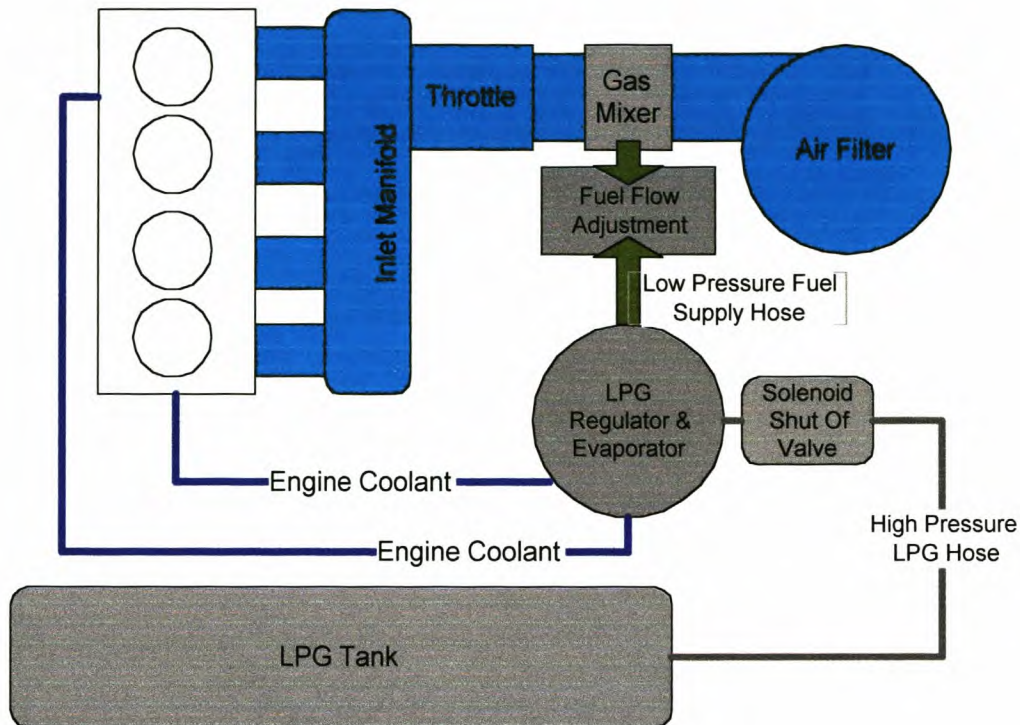 Throttle
Gas
Mixer
Air Filter
Inlet Manifold
Fuel Flow
Adjustment
Low Pressure Fuel
Supply Hose
LPG
Regulator &
Evaporator
Solenoid
Shut Of
Valve
Engine Coolant
Engine Coolant
High Pressure
LPG Hose
LPG Tank